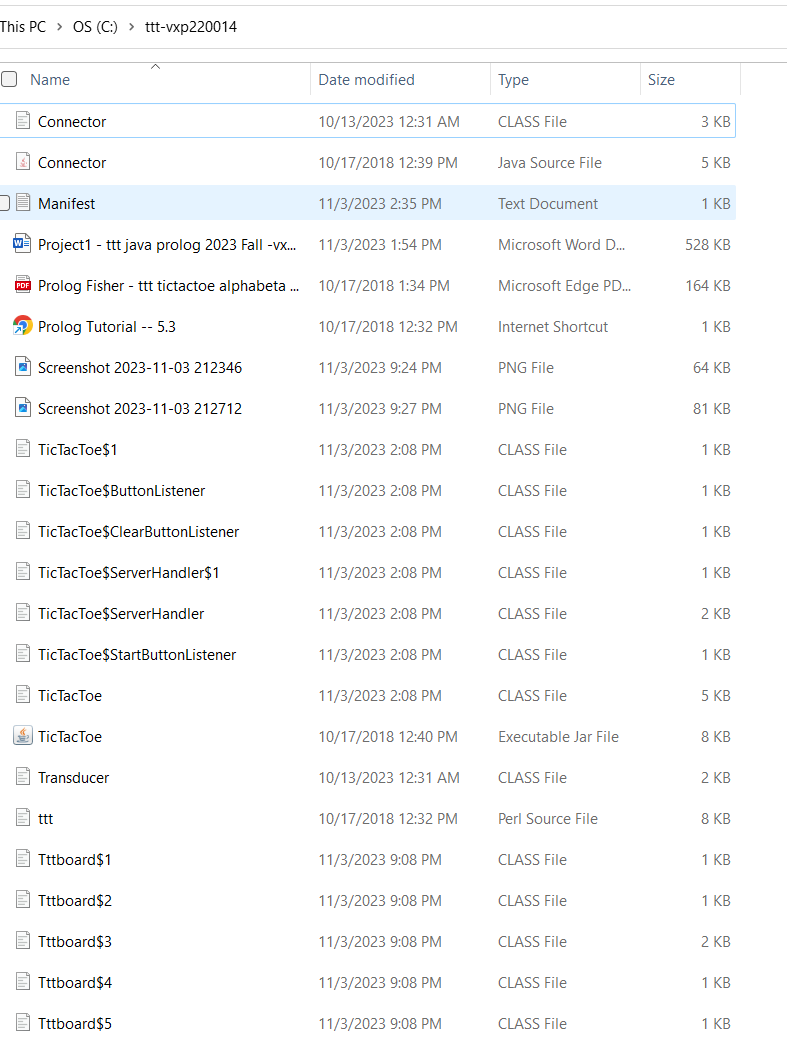 This PC > OS (C:) > ttt-vxp220014
Name Date modified Type Size
Connector 10/13/2023 12:31 AM CLASS File 3 KB
Connector 10/17/2018 12:39 PM Java Source File 5 KB
Manifest 11/3/2023 2:35 PM Text Document 1 KB
Project1 - ttt java prolog 2023 Fall -vx... 11/3/2023 1:54 PM Microsoft Word D... 528 KB
Prolog Fisher - ttt tictactoe alphabeta ... 10/17/2018 1:34 PM Microsoft Edge PD... 164 KB
Prolog Tutorial -- 5.3 10/17/2018 12:32 PM Internet Shortcut 1 KB
Screenshot 2023-11-03 212346 11/3/2023 9:24 PM PNG File 64 KB
Screenshot 2023-11-03 212712 11/3/2023 9:27 PM PNG File 81 KB
TicTacToe$1 11/3/2023 2:08 PM CLASS File 1 KB
TicTacToe$ButtonListener 11/3/2023 2:08 PM CLASS File 1 KB
TicTacToe$ClearButtonListener 11/3/2023 2:08 PM CLASS File 1 KB
TicTacToe$ServerHandler$1 11/3/2023 2:08 PM CLASS File 1 KB
TicTacToe$ServerHandler 11/3/2023 2:08 PM CLASS File 2 KB
TicTacToe$StartButtonListener 11/3/2023 2:08 PM CLASS File 1 KB
TicTacToe 11/3/2023 2:08 PM CLASS File 5 KB
TicTacToe 10/17/2018 12:40 PM Executable Jar File 8 KB
Transducer 10/13/2023 12:31 AM CLASS File 2 KB
ttt 10/17/2018 12:32 PM Perl Source File 8 KB
Tttboard$1 11/3/2023 9:08 PM CLASS File 1 KB
Tttboard$2 11/3/2023 9:08 PM CLASS File 1 KB
Tttboard$3 11/3/2023 9:08 PM CLASS File 2 KB
Tttboard$4 11/3/2023 9:08 PM CLASS File 1 KB
Tttboard$5 11/3/2023 9:08 PM CLASS File 1 KB